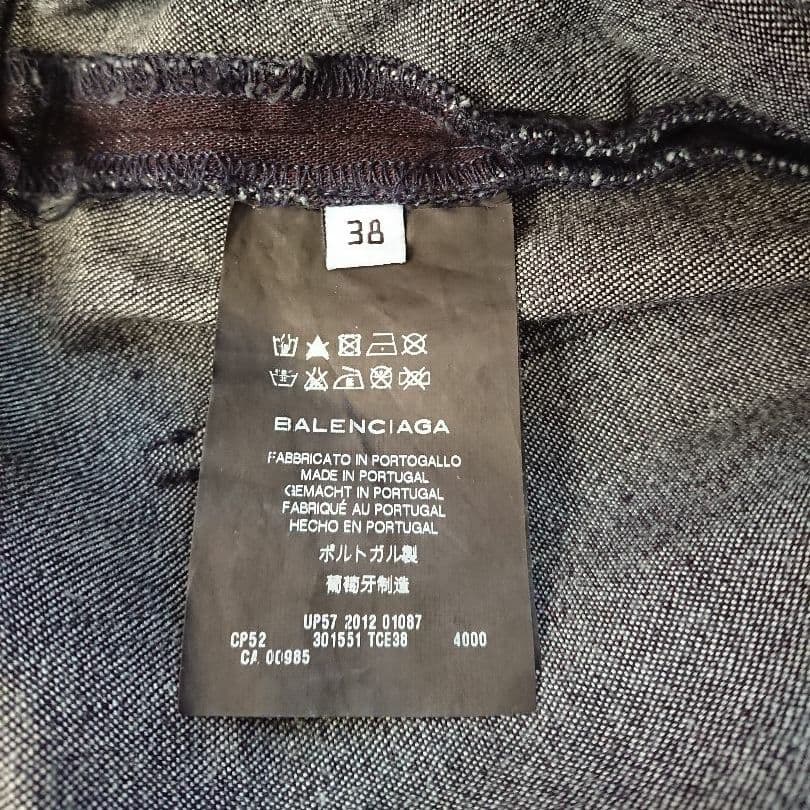 38
BALENCIAGA
FABBRICATO IN PORTOGALLO
MADE IN PORTUGAL
GEMACHT IN PORTUGAL
FABRIQUÉ AU PORTUGAL
HECHO EN PORTUGAL
ポルトガル製
葡萄牙制造
UP57 2012 01087
CP52 301551 TCE38 4000
CA 00985